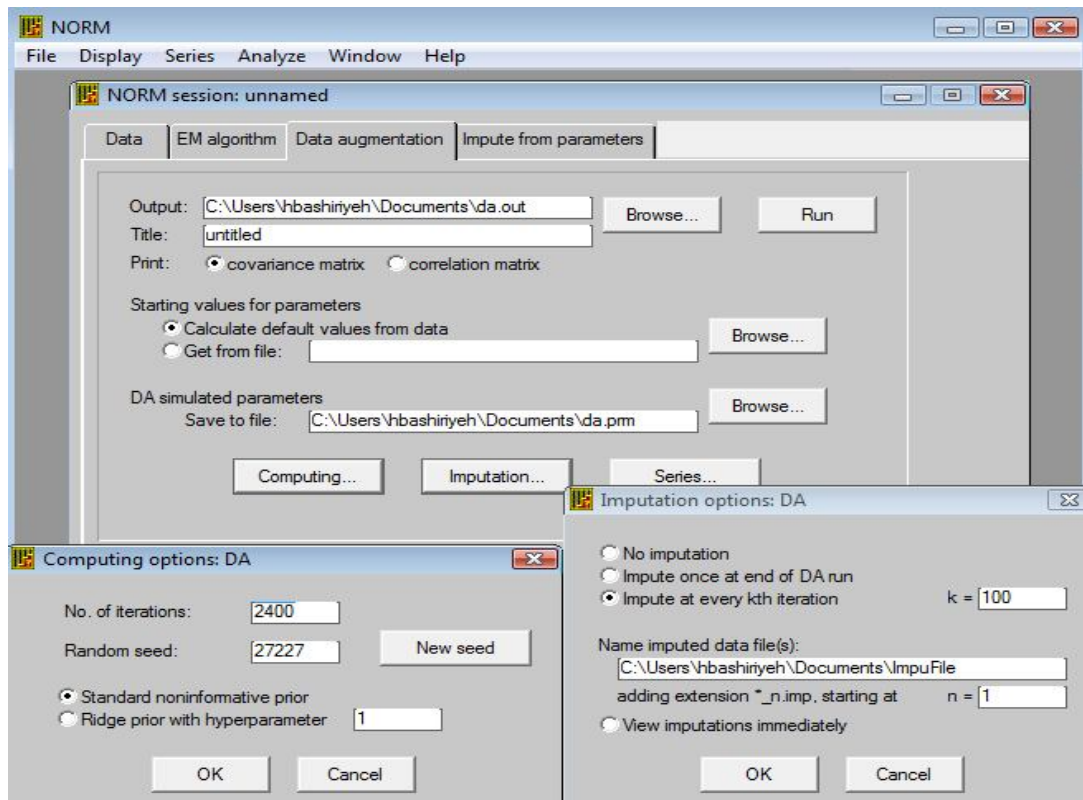 NORM
File Display Series Analyze Window Help
NORM session: unnamed
Data EM algorithm Data augmentation Impute from parameters
Output: C:\Users\hbashiriyeh\Documents\da.out Browse... Run
Title: untitled
Print: covariance matrix correlation matrix
Starting values for parameters
Calculate default values from data
Get from file: Browse...
DA simulated parameters
Save to file: C:\Users\hbashiriyeh\Documents\da.prm Browse...
Computing... Imputation... Series...
Computing options: DA
No. of iterations: 2400
Random seed: 27227 New seed
Standard noninformative prior
Ridge prior with hyperparameter 1
OK Cancel
Imputation options: DA
No imputation
Impute once at end of DA run
Impute at every kth iteration k = 100
Name imputed data file(s):
C:\Users\hbashiriyeh\Documents\ImpuFile
adding extension *_n.imp, starting at n = 1
View imputations immediately
OK Cancel